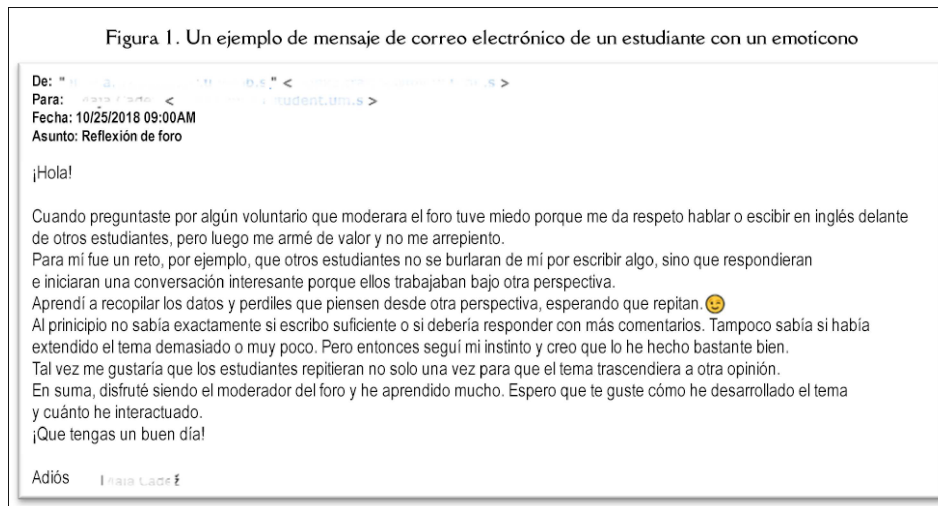 Figura 1. Un ejemplo de mensaje de correo electrónico de un estudiante con un emoticono
De: " " < >
Para: < >
Fecha: 10/25/2018 09:00AM
Asunto: Reflexión de foro
¡Hola!
Cuando preguntaste por algún voluntario que moderara el foro tuve miedo porque me da respeto hablar o escibir en inglés delante
de otros estudiantes, pero luego me armé de valor y no me arrepiento.
Para mí fue un reto, por ejemplo, que otros estudiantes no se burlaran de mí por escribir algo, sino que respondieran
e iniciaran una conversación interesante porque ellos trabajaban bajo otra perspectiva.
Aprendí a recopilar los datos y perdiles que piensen desde otra perspectiva, esperando que repitan. 😉
Al prinicipio no sabía exactamente si escribo suficiente o si debería responder con más comentarios. Tampoco sabía si había
extendido el tema demasiado o muy poco. Pero entonces seguí mi instinto y creo que lo he hecho bastante bien.
Tal vez me gustaría que los estudiantes repitieran no solo una vez para que el tema trascendiera a otra opinión.
En suma, disfruté siendo el moderador del foro y he aprendido mucho. Espero que te guste cómo he desarrollado el tema
y cuánto he interactuado.
¡Que tengas un buen día!
Adiós